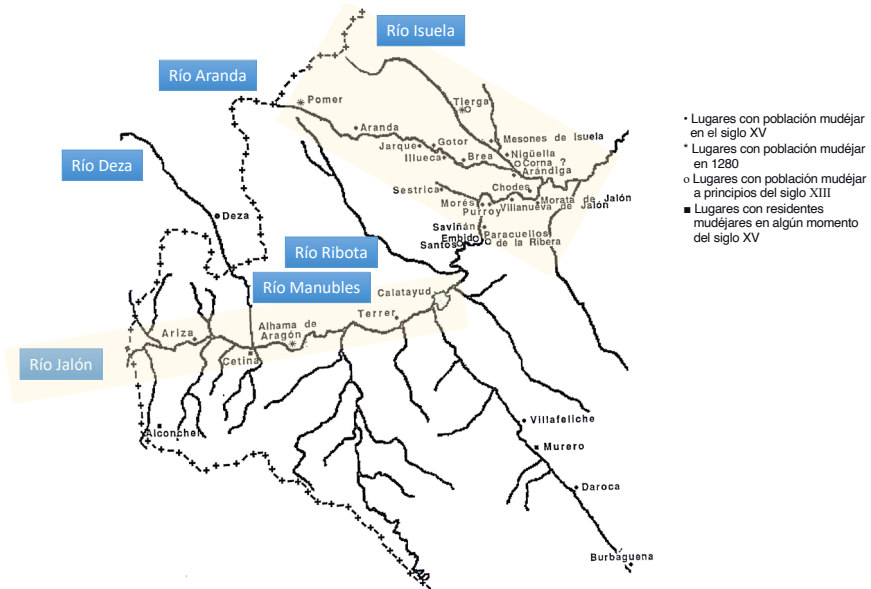 Río Isuela
Río Aranda
Pomer
Tierga
Aranda
Mesones de Isuela
Jarque
Gotor
Illueca
Brea
Nigüella
Corna ?
Arándiga
Río Deza
Sestrica
Chodes
Morés
Morata de Jalón
Purroy
Villanueva de Jalón
Deza
Saviñán
Embido
Paracuellos
Santos
de la Ribera
Río Ribota
Río Manubles
Calatayud
Terrer
Ariza
Alhama de
Aragón
Cetina
Río Jalón
Alconchel
Villafeliche
Murero
Daroca
Burbaguena
• Lugares con población mudéjar
en el siglo XV
* Lugares con población mudéjar
en 1280
o Lugares con población mudéjar
a principios del siglo XIII
■ Lugares con residentes
mudéjares en algún momento
del siglo XV